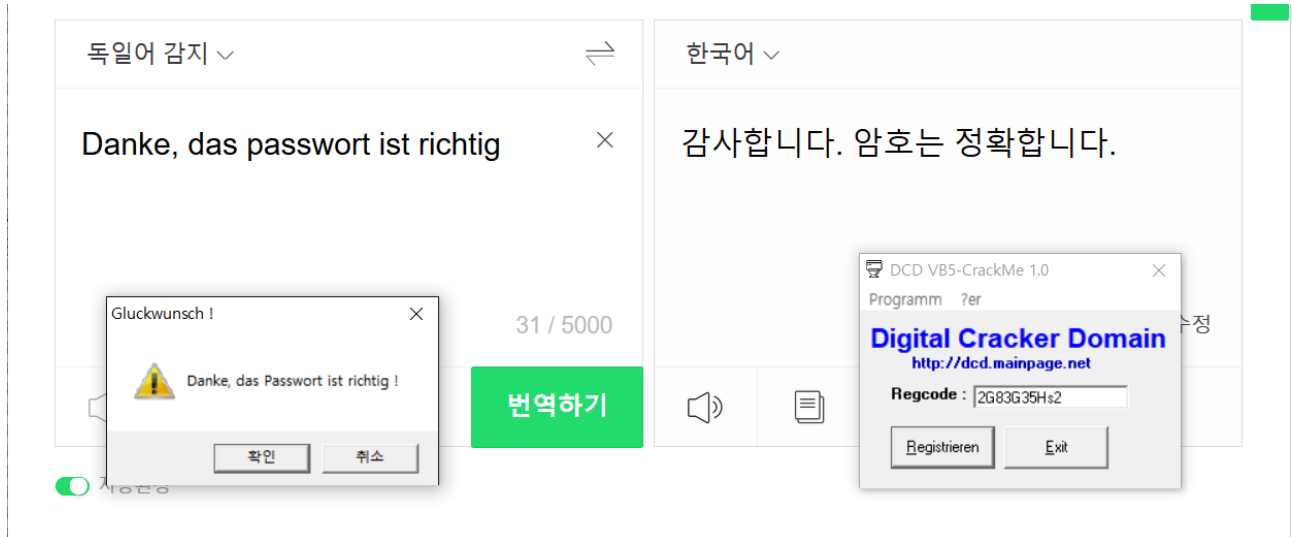 독일어 감지
한국어
Danke, das passwort ist richtig
감사합니다. 암호는 정확합니다.
31 / 5000
수정
번역하기
Gluckwunsch !
Danke, das Passwort ist richtig !
확인 취소
DCD VB5-CrackMe 1.0
Programm ?er
Digital Cracker Domain
http://dcd.mainpage.net
Regcode : 2G83G35Hs2
Registrieren Exit